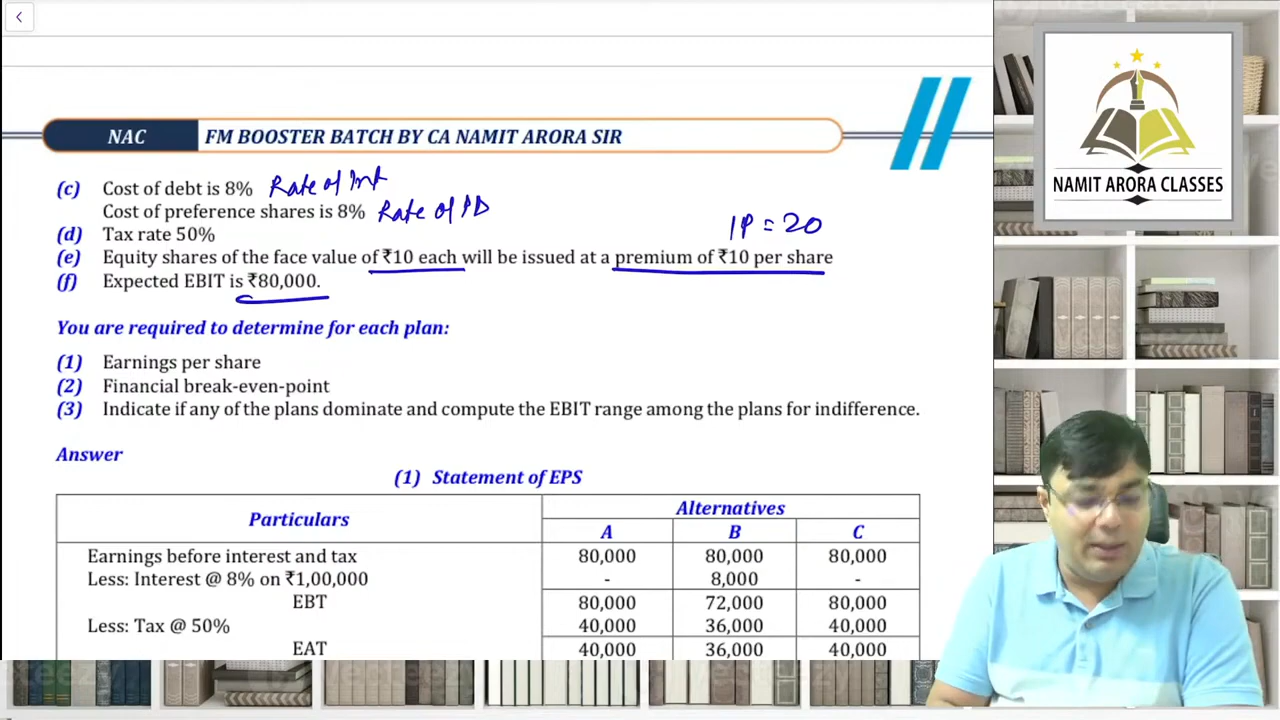 NAC FM BOOSTER BATCH BY CA NAMIT ARORA SIR
(c) Cost of debt is 8% Rate of Int
Cost of preference shares is 8% Rate of PD
(d) Tax rate 50%
IP = 20
(e) Equity shares of the face value of ₹10 each will be issued at a premium of ₹10 per share
(f) Expected EBIT is ₹80,000.
You are required to determine for each plan:
(1) Earnings per share
(2) Financial break-even-point
(3) Indicate if any of the plans dominate and compute the EBIT range among the plans for indifference.
Answer
(1) Statement of EPS
Particulars Alternatives
A B C
Earnings before interest and tax 80,000 80,000 80,000
Less: Interest @ 8% on ₹1,00,000 - 8,000 -
EBT 80,000 72,000 80,000
Less: Tax @ 50% 40,000 36,000 40,000
EAT 40,000 36,000 40,000
NAMIT ARORA CLASSES